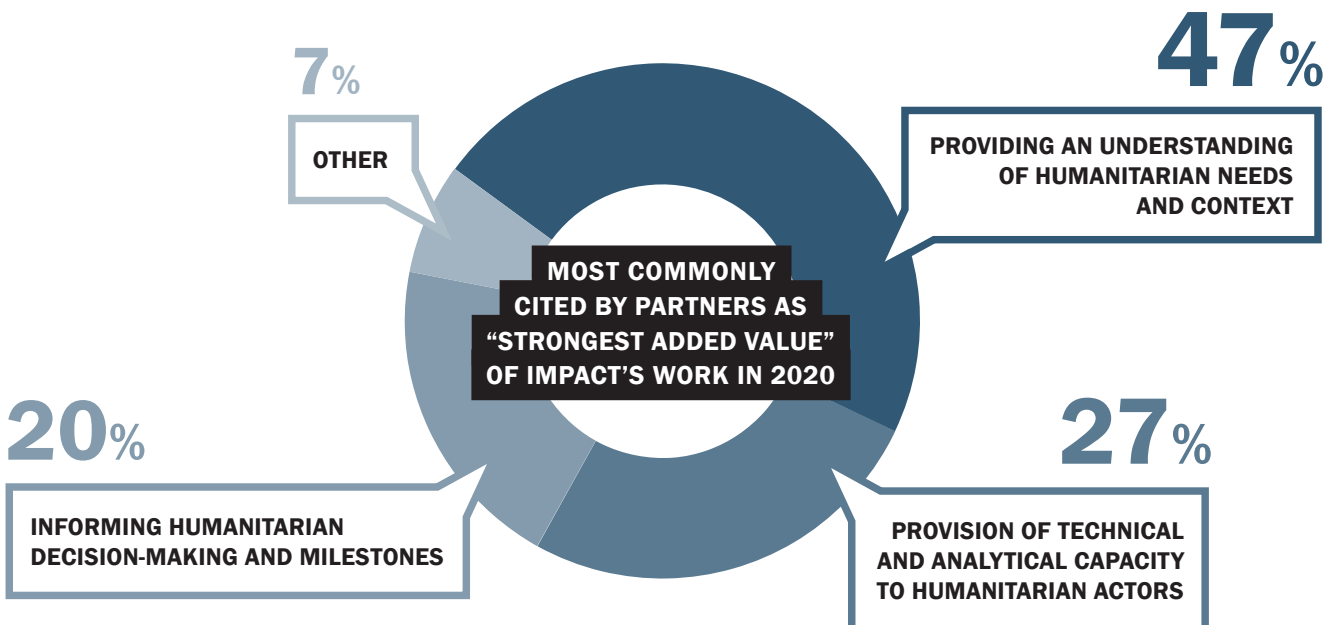 47%
PROVIDING AN UNDERSTANDING
OF HUMANITARIAN NEEDS
AND CONTEXT
7%
OTHER
MOST COMMONLY
CITED BY PARTNERS AS
“STRONGEST ADDED VALUE”
OF IMPACT’S WORK IN 2020
20%
INFORMING HUMANITARIAN
DECISION-MAKING AND MILESTONES
27%
PROVISION OF TECHNICAL
AND ANALYTICAL CAPACITY
TO HUMANITARIAN ACTORS